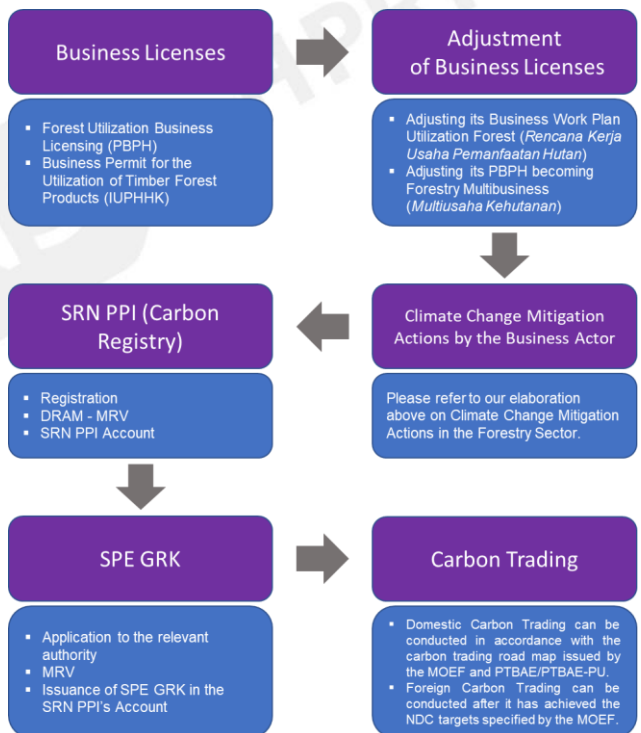 Business Licenses
Adjustment
of Business Licenses
▪ Forest Utilization Business
Licensing (PBPH)
▪ Business Permit for the
Utilization of Timber Forest
Products (IUPHHK)
▪ Adjusting its Business Work Plan
Utilization Forest (Rencana Kerja
Usaha Pemanfaatan Hutan)
▪ Adjusting its PBPH becoming
Forestry Multibusiness
(Multiusaha Kehutanan)
SRN PPI (Carbon
Registry)
Climate Change Mitigation
Actions by the Business Actor
▪ Registration
▪ DRAM - MRV
▪ SRN PPI Account
Please refer to our elaboration
above on Climate Change Mitigation
Actions in the Forestry Sector.
SPE GRK
Carbon Trading
▪ Application to the relevant
authority
▪ MRV
▪ Issuance of SPE GRK in the
SRN PPI's Account
▪ Domestic Carbon Trading can be
conducted in accordance with the
carbon trading road map issued by
the MOEF and PTBAE/PTBAE-PU.
▪ Foreign Carbon Trading can be
conducted after it has achieved the
NDC targets specified by the MOEF.